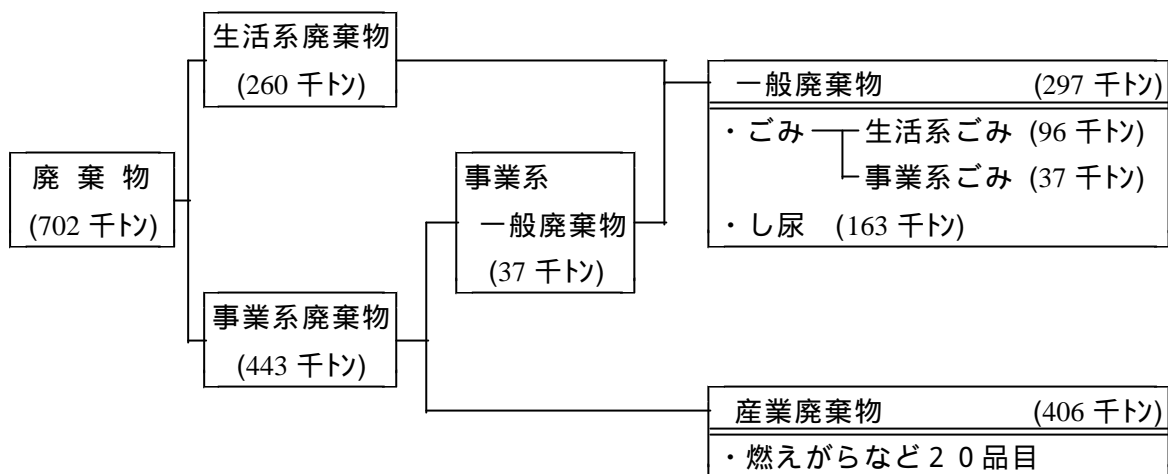 廃棄物
(702 千トン)
生活系廃棄物
(260 千トン)
事業系廃棄物
(443 千トン)
事業系
一般廃棄物
(37 千トン)
一般廃棄物 (297 千トン)
・ごみ 生活系ごみ (96 千トン)
事業系ごみ (37 千トン)
・し尿 (163 千トン)
産業廃棄物 (406 千トン)
・燃えがらなど20品目